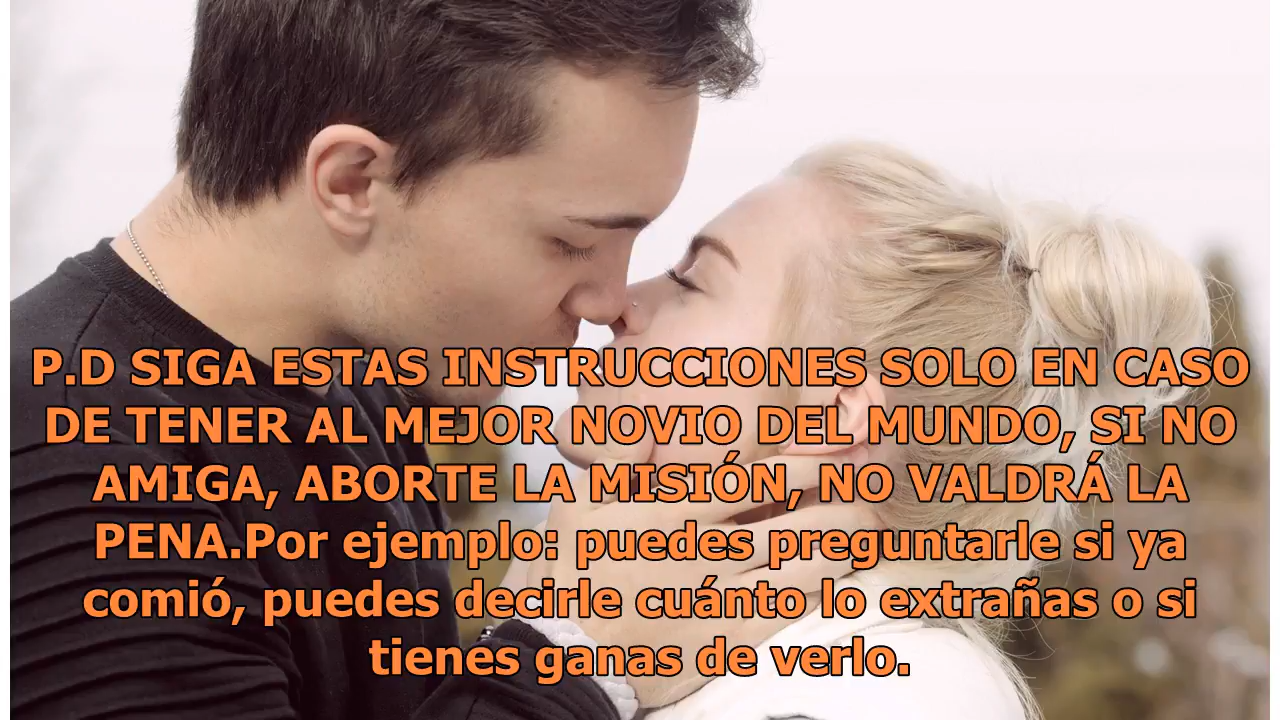 P.D SIGA ESTAS INSTRUCCIONES SOLO EN CASO
DE TENER AL MEJOR NOVIO DEL MUNDO, SI NO
AMIGA, ABORTE LA MISIÓN, NO VALDRÁ LA
PENA.Por ejemplo: puedes preguntarle si ya
comió, puedes decirle cuánto lo extrañas o si
tienes ganas de verlo.